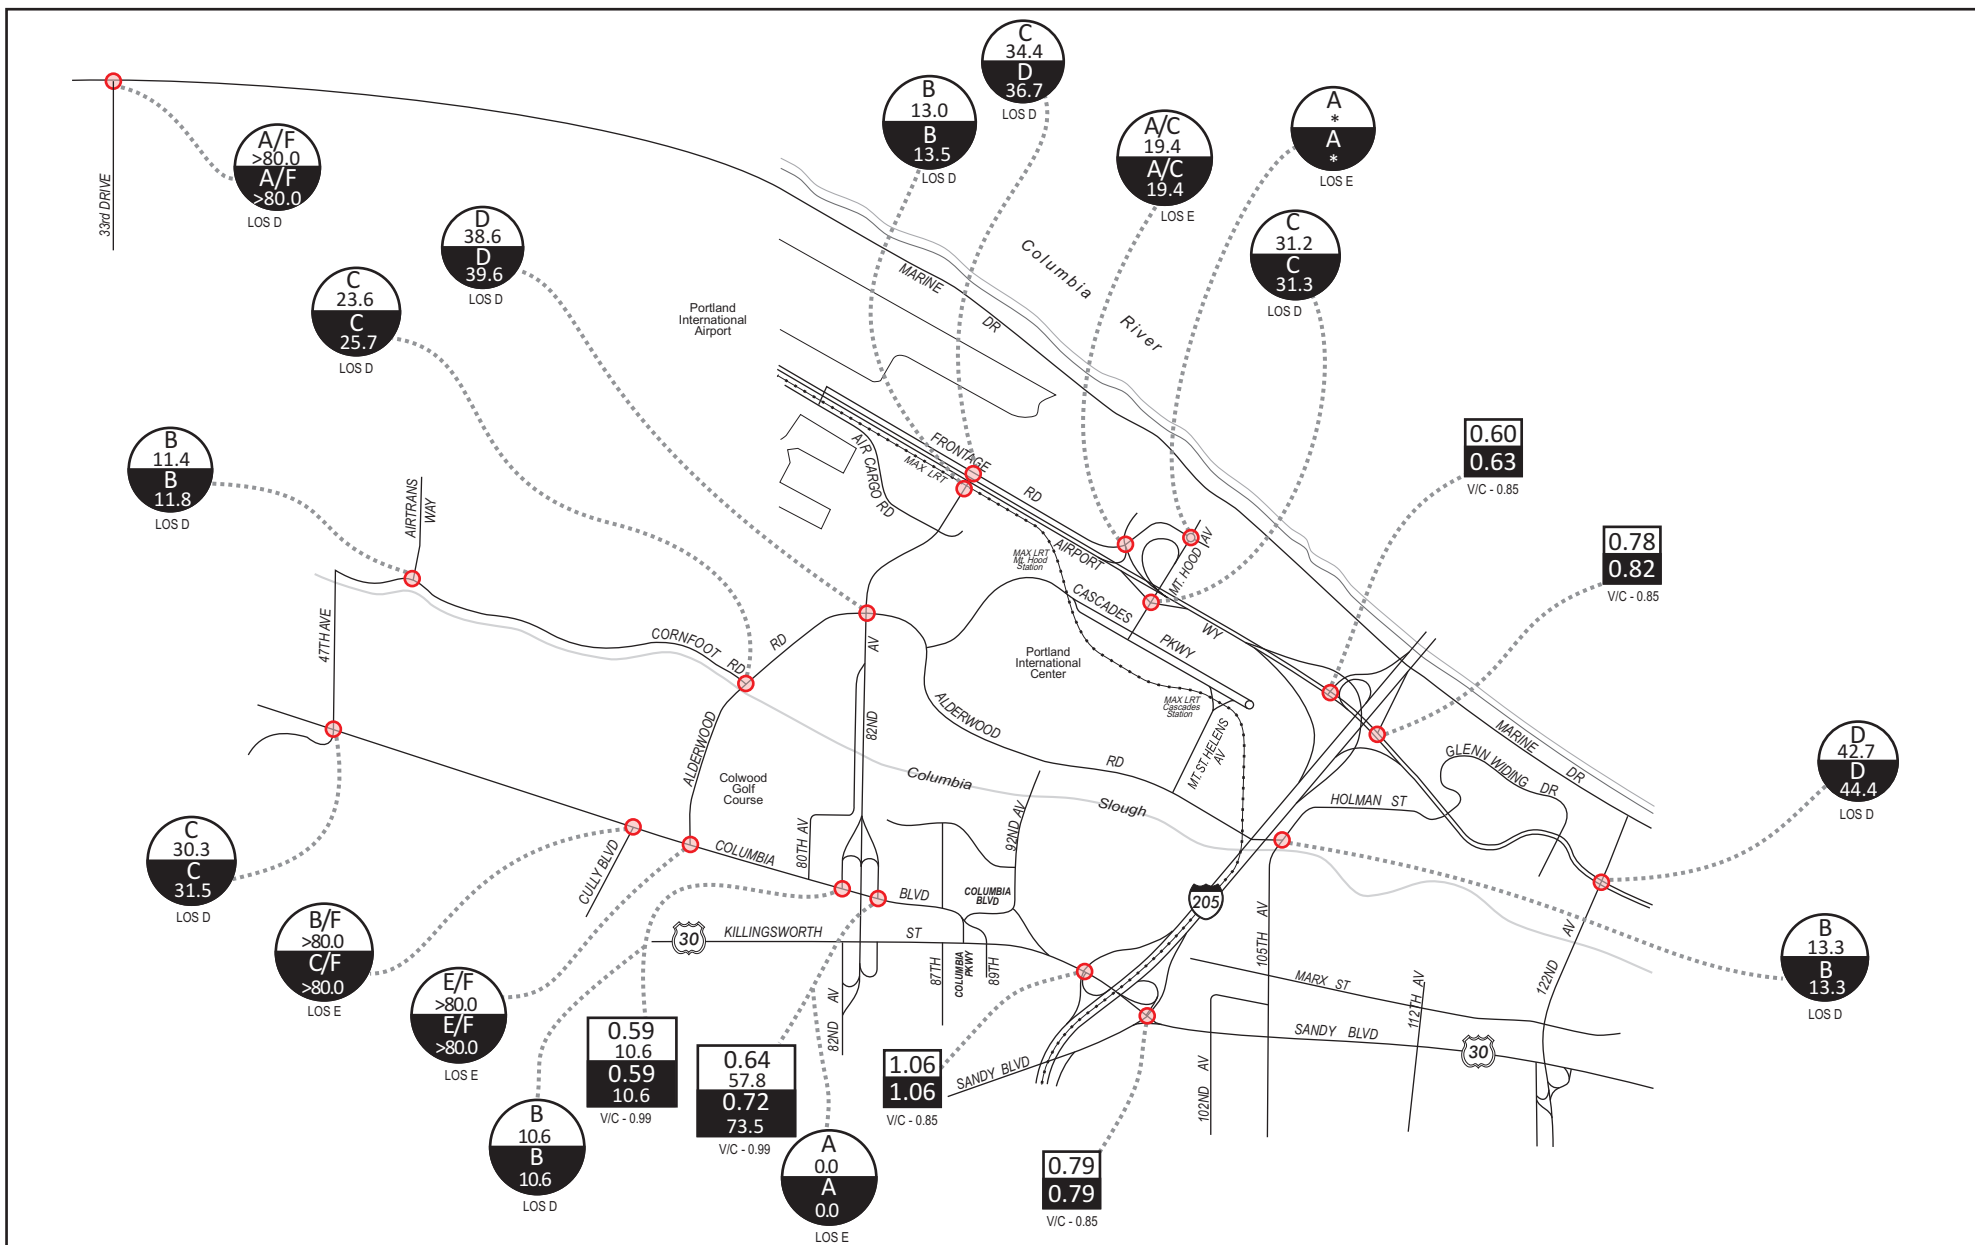 C
34.4
D
36.7
LOS D
B
13.0
B
13.5
LOS D
A
*
A
*
LOS E
A/C
19.4
A/C
19.4
LOS E
A/F
>80.0
A/F
>80.0
LOS D
33rd DRIVE
D
38.6
D
39.6
LOS D
C
31.2
C
31.3
LOS D
C
23.6
C
25.7
LOS D
Columbia
River
MARINE
DR
Portland
International
Airport
B
11.4
B
11.8
LOS D
0.60
0.63
V/C - 0.85
0.78
0.82
V/C - 0.85
FRONTAGE
RD
MAX LRT
AIR CARGO RD
AIRTRANS
WAY
AIRPORT
WY
MT. HOOD AV
MAX LRT
Mt. Hood
Station
CASCADES
PKWY
47TH AVE
CORNFOOT
RD
RD
AV
82ND
Portland
International
Center
MAX LRT
Cascades
Station
ALDERWOOD
RD
MT. ST. HELENS
AV
ALDERWOOD
Colwood
Golf
Course
Columbia
Slough
MARINE
DR
GLENN WIDING
DR
HOLMAN ST
D
42.7
D
44.4
LOS D
C
30.3
C
31.5
LOS D
CULLY BLVD
COLUMBIA
BLVD
80TH AV
92ND AV
COLUMBIA
BLVD
205
B/F
>80.0
C/F
>80.0
LOS E
30
KILLINGSWORTH
ST
87TH
COLUMBIA
PKWY
89TH
105TH
AV
122ND
AV
B
13.3
B
13.3
LOS D
E/F
>80.0
E/F
>80.0
LOS E
82ND
AV
MARX ST
112TH AV
SANDY BLVD
30
SANDY BLVD
102ND
AV
0.59
10.6
0.59
10.6
V/C - 0.99
0.64
57.8
0.72
73.5
V/C - 0.99
1.06
1.06
V/C - 0.85
B
10.6
B
10.6
LOS D
A
0.0
A
0.0
LOS E
0.79
0.79
V/C - 0.85